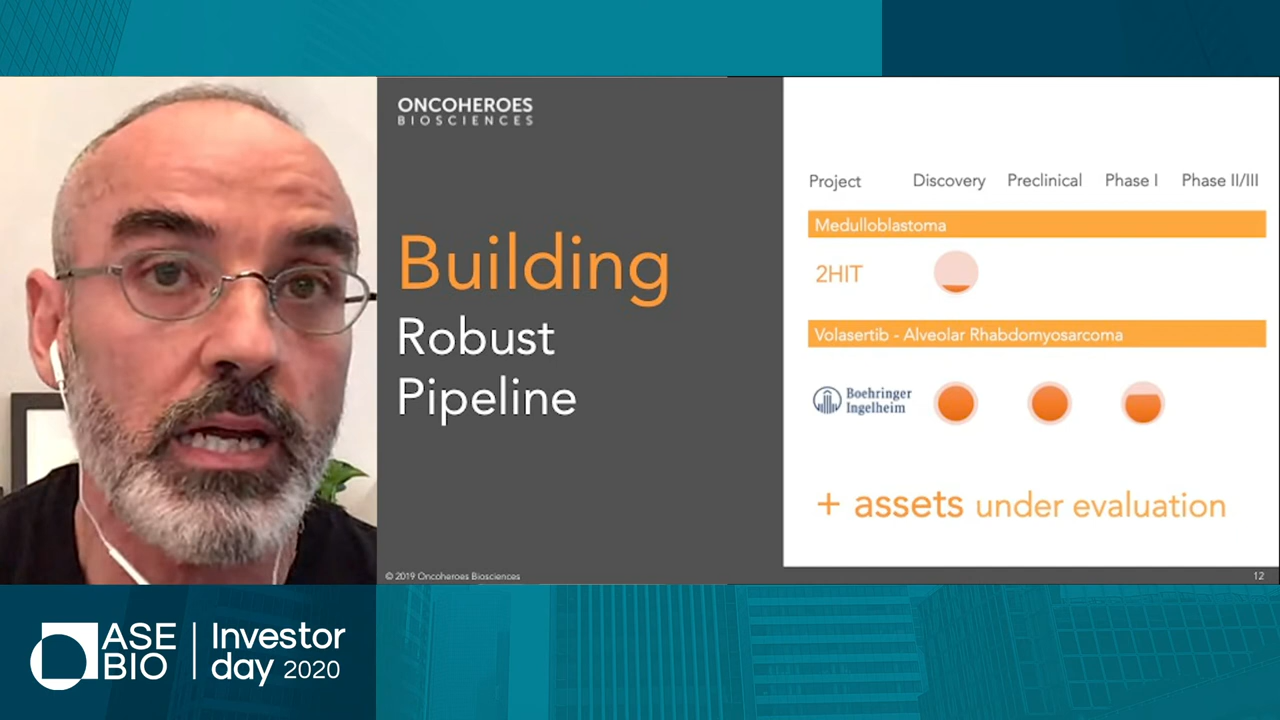 ONCOHEROES
BIOSCIENCES
Building
Robust
Pipeline
Project Discovery Preclinical Phase I Phase II/III
Medulloblastoma
2HIT
Volasertib - Alveolar Rhabdomyosarcoma
Boehringer
Ingelheim
+ assets under evaluation
© 2019 Oncoheroes Biosciences
12
ASE
BIO
Investor
day 2020